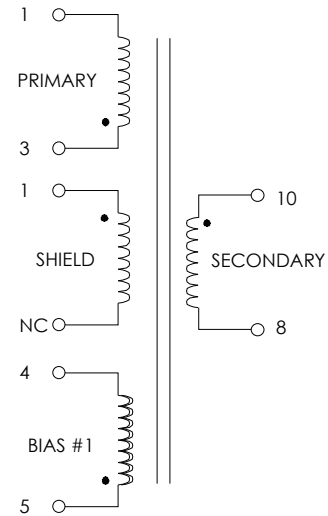 1
PRIMARY
3
1
SHIELD
NC
4
BIAS #1
5
10
SECONDARY
8